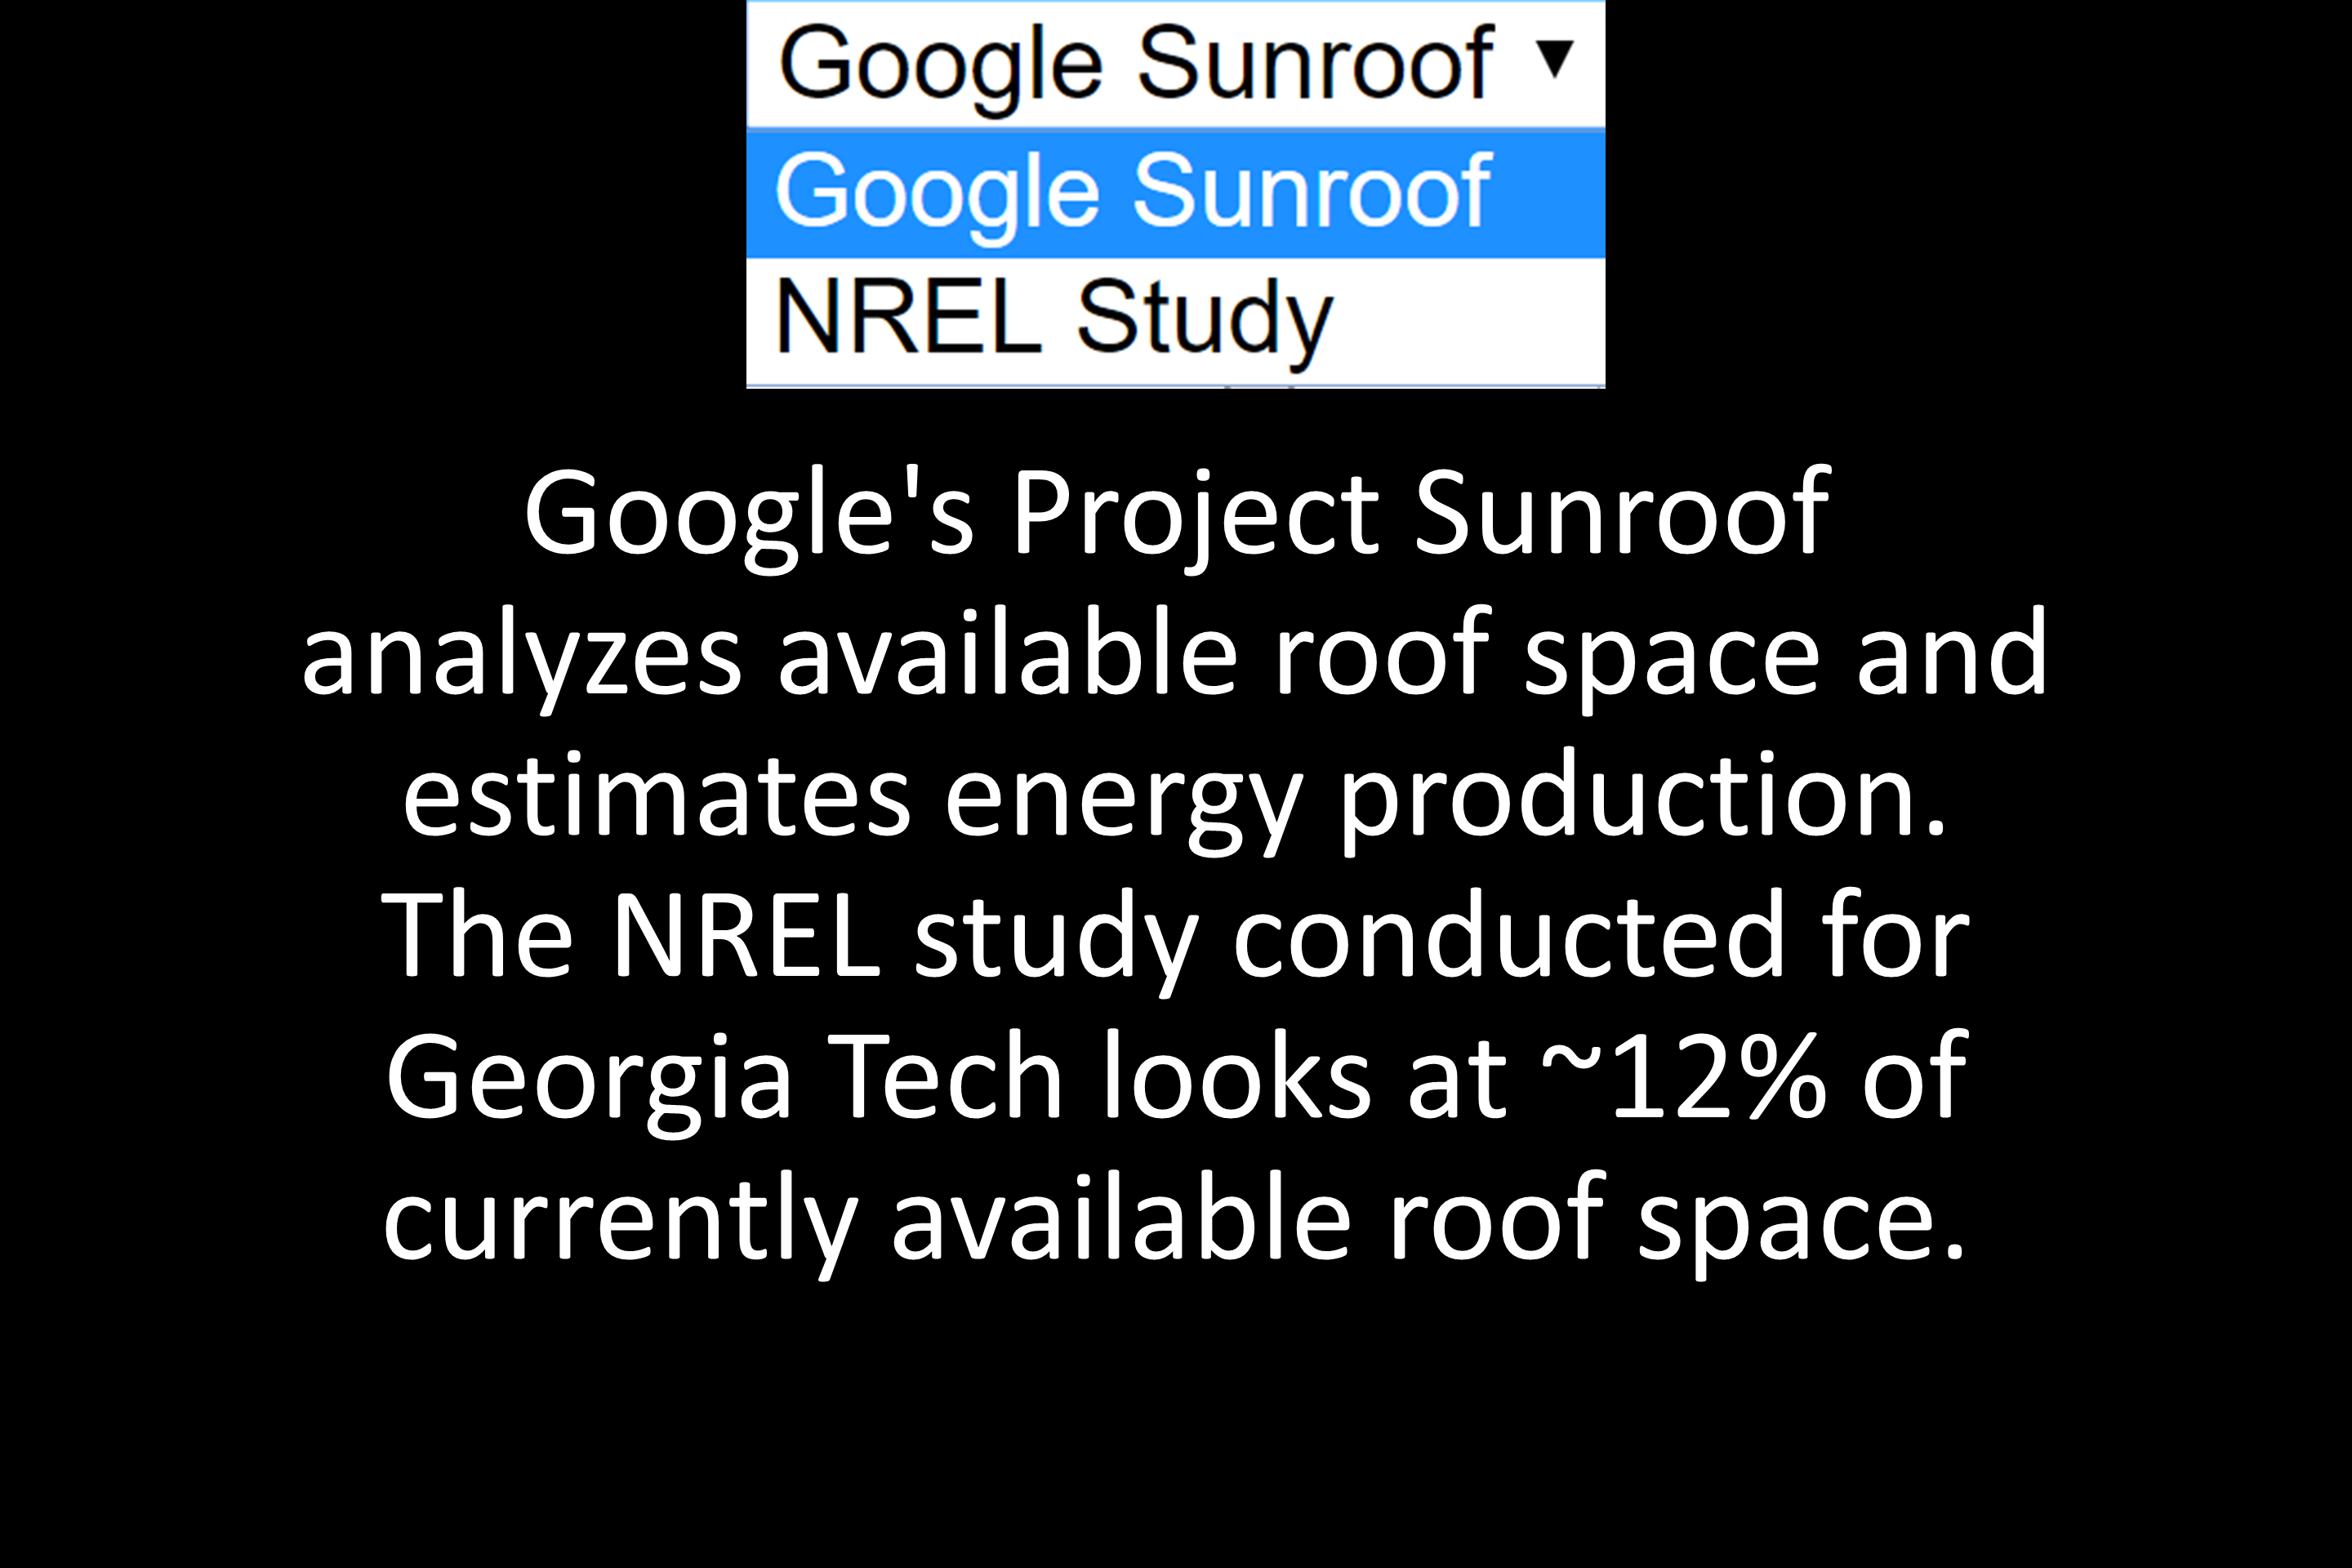 Google Sunroof ▼
Google Sunroof
NREL Study
Google's Project Sunroof
analyzes available roof space and
estimates energy production.
The NREL study conducted for
Georgia Tech looks at ~12% of
currently available roof space.